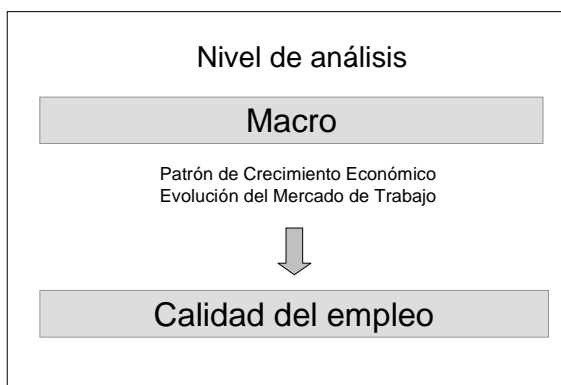 Nivel de análisis
Macro
Patrón de Crecimiento Económico
Evolución del Mercado de Trabajo
Calidad del empleo